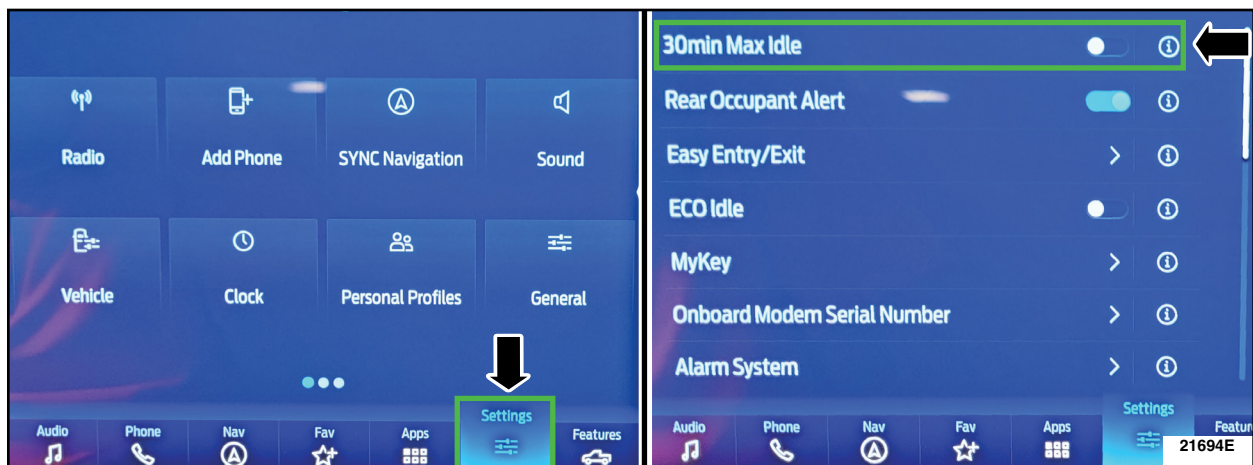 Radio
Add Phone
SYNC Navigation
Sound
Vehicle
Clock
Personal Profiles
General
Audio
Phone
Nav
Fav
Apps
Settings
Features
30min Max Idle
Rear Occupant Alert
Easy Entry/Exit
ECO Idle
MyKey
Onboard Modem Serial Number
Alarm System
Audio
Phone
Nav
Fav
Apps
Settings
Featur
21694E